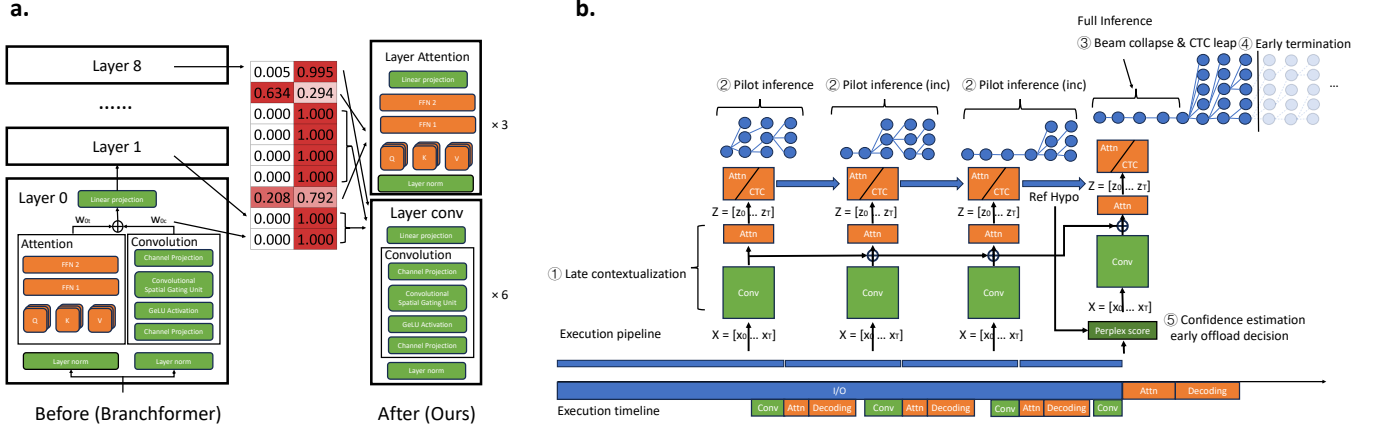 a.
Layer 8
......
Layer 1
Layer 0
Linear projection
W0t
W0c
Attention
FFN 2
FFN 1
Q
K
V
Convolution
Channel Projection
Convolutional
Spatial Gating Unit
GeLU Activation
Channel Projection
Layer norm
Layer norm
Before (Branchformer)
0.005 0.995
0.634 0.294
0.000 1.000
0.000 1.000
0.000 1.000
0.000 1.000
0.208 0.792
0.000 1.000
0.000 1.000
Layer Attention
Linear projection
FFN 2
FFN 1
Q
K
V
Layer norm
× 3
Layer conv
Linear projection
Convolution
Channel Projection
Convolutional
Spatial Gating Unit
GeLU Activation
Channel Projection
Layer norm
× 6
After (Ours)
b.
Full Inference
③ Beam collapse & CTC leap
④ Early termination
...
② Pilot inference
② Pilot inference (inc)
② Pilot inference (inc)
Attn
CTC
Attn
CTC
Attn
CTC
Attn
CTC
Z = [z0... zT]
Z = [z0... zT]
Z = [z0... zT]
Z = [z0... zT]
Ref Hypo
Attn
Attn
Attn
Attn
① Late contextualization
Conv
Conv
Conv
Conv
X = [x0... xT]
X = [x0... xT]
X = [x0... xT]
X = [x0... xT]
Perplex score
⑤ Confidence estimation
early offload decision
Execution pipeline
I/O
Attn
Decoding
Execution timeline
Conv
Attn
Decoding
Conv
Attn
Decoding
Conv
Attn
Decoding
Conv